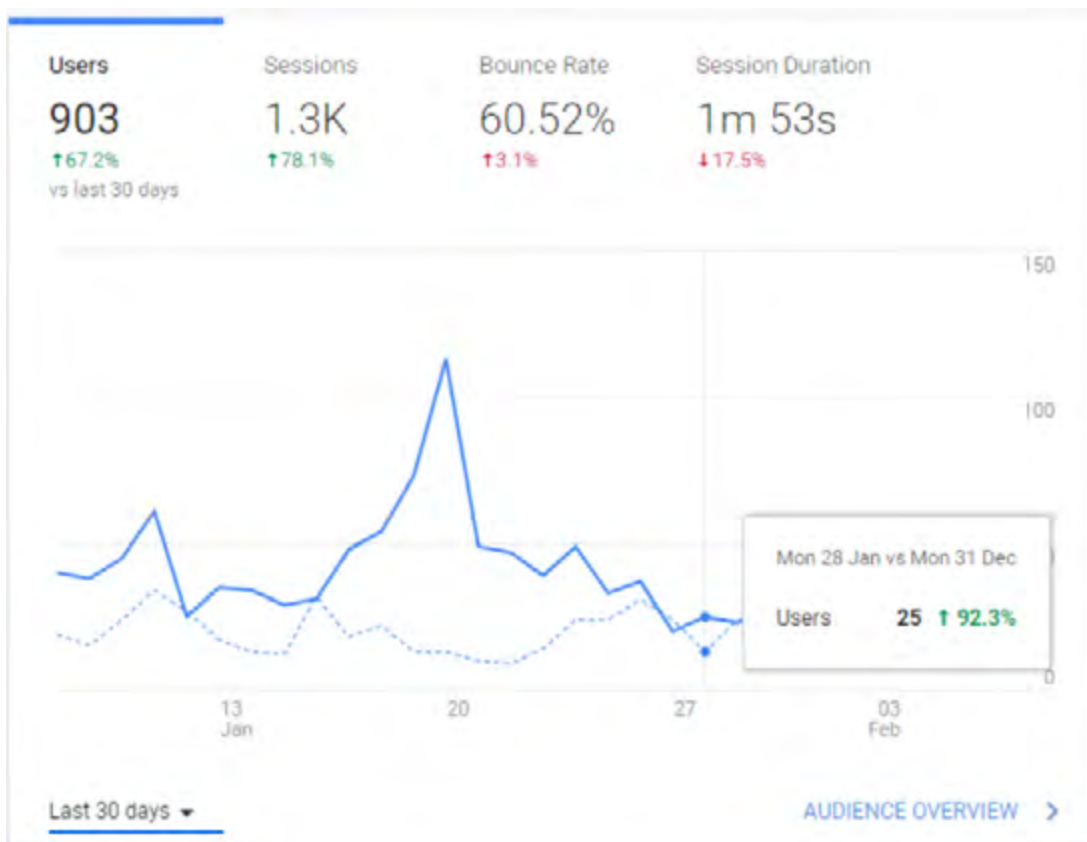 Users Sessions Bounce Rate Session Duration
903 1.3K 60.52% 1m 53s
↑67.2% ↑78.1% ↑3.1% ↓17.5%
vs last 30 days
150
100
Mon 28 Jan vs Mon 31 Dec
Users 25 ↑ 92.3%
0
13 20 27 03
Jan Feb
Last 30 days AUDIENCE OVERVIEW